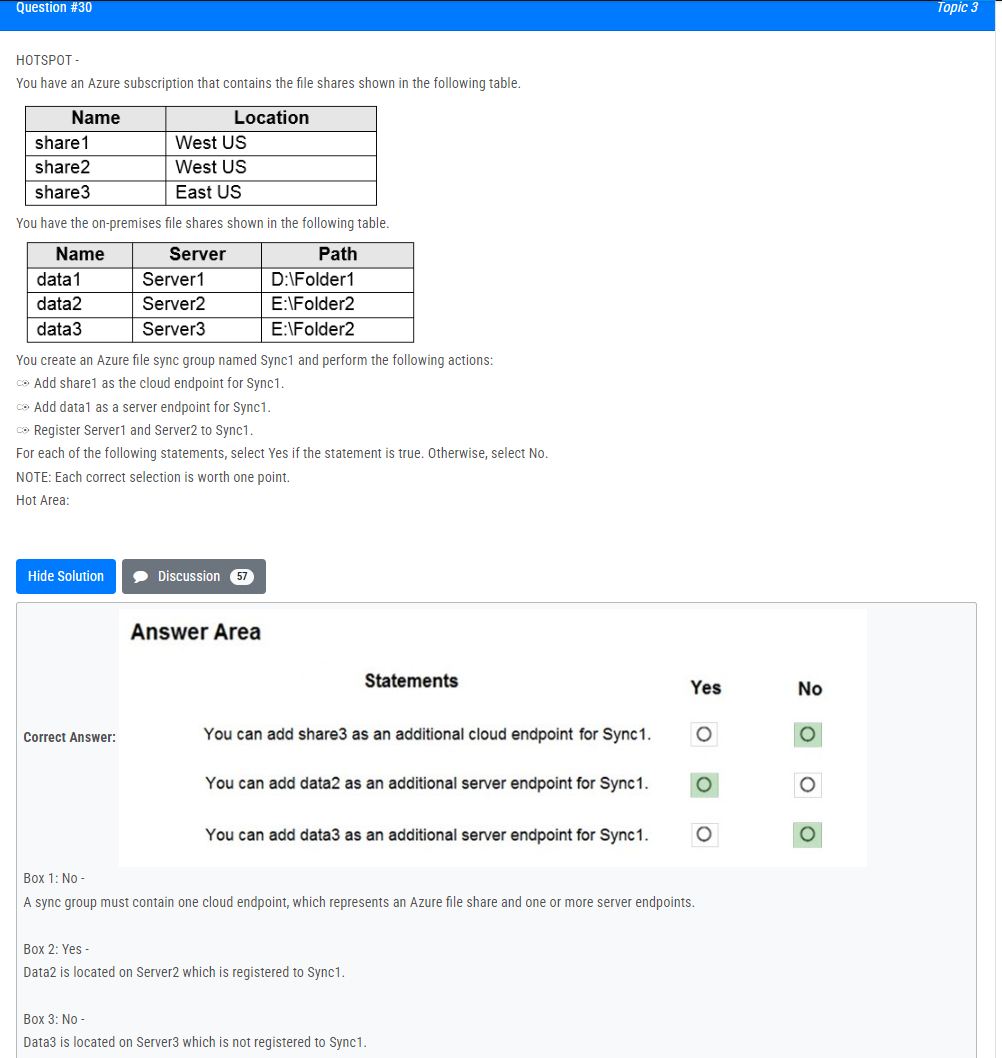 Question #30 Topic 3
HOTSPOT -
You have an Azure subscription that contains the file shares shown in the following table.
Name Location
share1 West US
share2 West US
share3 East US
You have the on-premises file shares shown in the following table.
Name Server Path
data1 Server1 D:\Folder1
data2 Server2 E:\Folder2
data3 Server3 E:\Folder2
You create an Azure file sync group named Sync1 and perform the following actions:
Add share1 as the cloud endpoint for Sync1.
Add data1 as a server endpoint for Sync1.
Register Server1 and Server2 to Sync1.
For each of the following statements, select Yes if the statement is true. Otherwise, select No.
NOTE: Each correct selection is worth one point.
Hot Area:
Hide Solution Discussion 57
Answer Area
Statements Yes No
You can add share3 as an additional cloud endpoint for Sync1.
Correct Answer:
You can add data2 as an additional server endpoint for Sync1.
You can add data3 as an additional server endpoint for Sync1.
Box 1: No -
A sync group must contain one cloud endpoint, which represents an Azure file share and one or more server endpoints.
Box 2: Yes -
Data2 is located on Server2 which is registered to Sync1.
Box 3: No -
Data3 is located on Server3 which is not registered to Sync1.